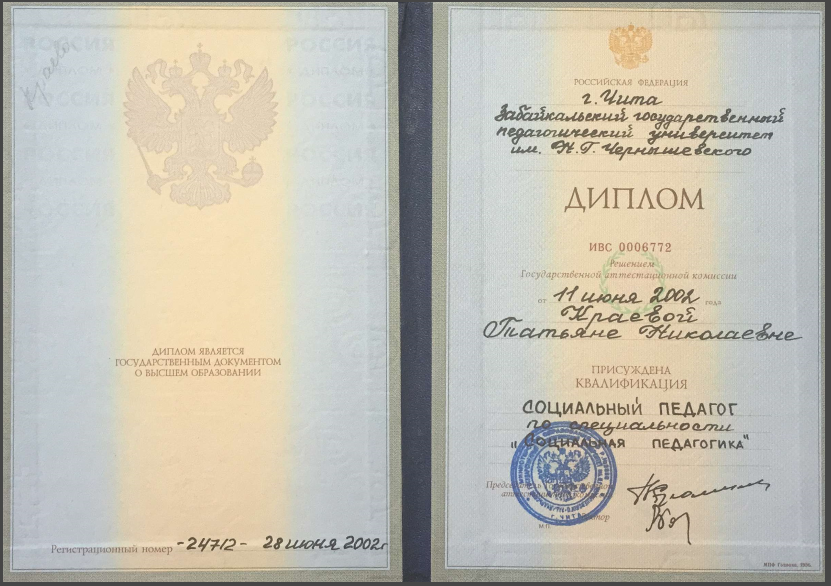 Краева
ДИПЛОМ ЯВЛЯЕТСЯ
ГОСУДАРСТВЕННЫМ ДОКУМЕНТОМ
О ВЫСШЕМ ОБРАЗОВАНИИ
Регистрационный номер -24712- 28 июня 2002г
РОССИЙСКАЯ ФЕДЕРАЦИЯ
г. Чита
Забайкальский государственный
педагогический университет
им. Н.Г. Чернышевского
ДИПЛОМ
ИВС 0006772
Решением
Государственной аттестационной комиссии
от 11 июня 2002 года
Краевой
Татьяне Николаевне
ПРИСУЖДЕНА
КВАЛИФИКАЦИЯ
СОЦИАЛЬНЫЙ ПЕДАГОГ
по специальности
"СОЦИАЛЬНАЯ ПЕДАГОГИКА"
Председатель
М.П.